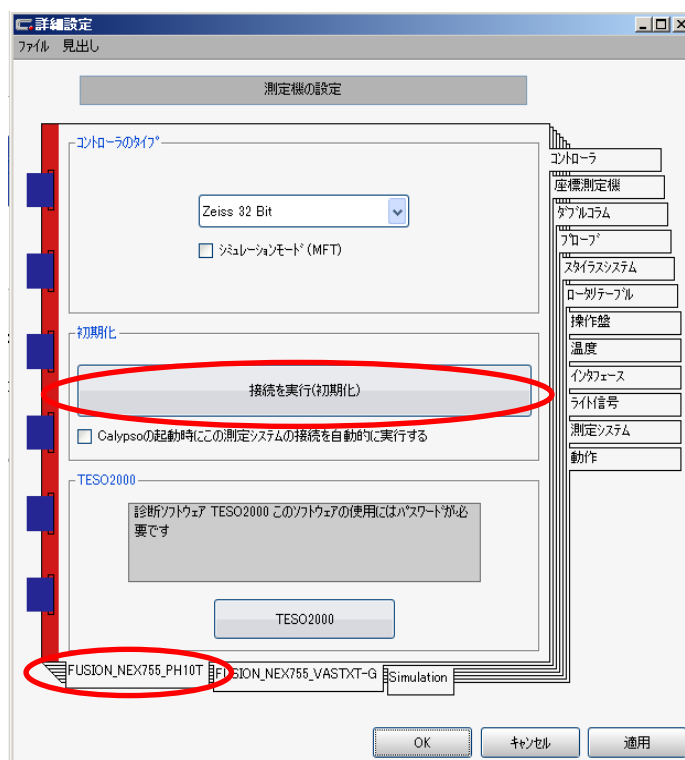 詳細設定
ファイル 見出し
測定機の設定
コントローラのタイプ
Zeiss 32 Bit
シミュレーションモード(MFT)
初期化
接続を実行(初期化)
Calypsoの起動時にこの測定システムの接続を自動的に実行する
TESO2000
診断ソフトウェア TESO2000 このソフトウェアの使用にはパスワードが必
要です
TESO2000
コントローラ
座標測定機
ダブルコラム
プローブ
スタイラスシステム
ロータリテーブル
操作盤
温度
インタフェース
ライト信号
測定システム
動作
FUSION_NEX755_PH10T
FUSION_NEX755_VASTXT-G
Simulation
OK
キャンセル
適用